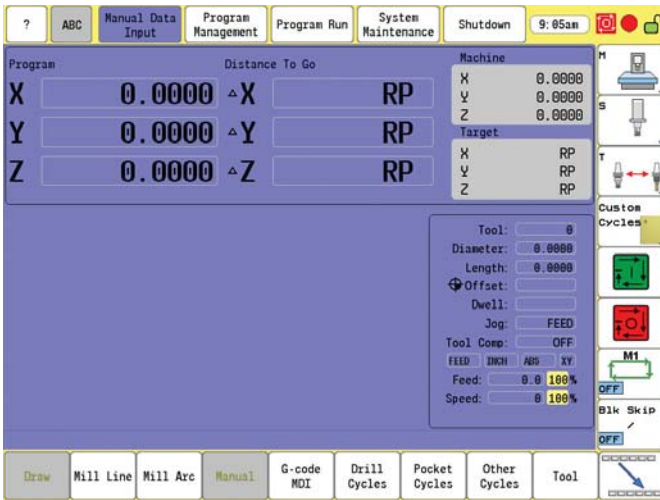 ?
ABC
Manual Data Input
Program Management
Program Run
System Maintenance
Shutdown
9:05am
Program
Distance To Go
X 0.0000 △X RP
Y 0.0000 △Y RP
Z 0.0000 △Z RP
Machine
X 0.0000
Y 0.0000
Z 0.0000
Target
X RP
Y RP
Z RP
M
S
T
Custom Cycles
Tool: 0
Diameter: 0.0000
Length: 0.0000
Offset:
Dwell:
Jog: FEED
Tool Comp: OFF
FEED INCH ABS XY
Feed: 0.0 100%
Speed: 0 100%
M1
OFF
Blk Skip
/
OFF
Draw
Mill Line
Mill Arc
Manual
G-code MDI
Drill Cycles
Pocket Cycles
Other Cycles
Tool